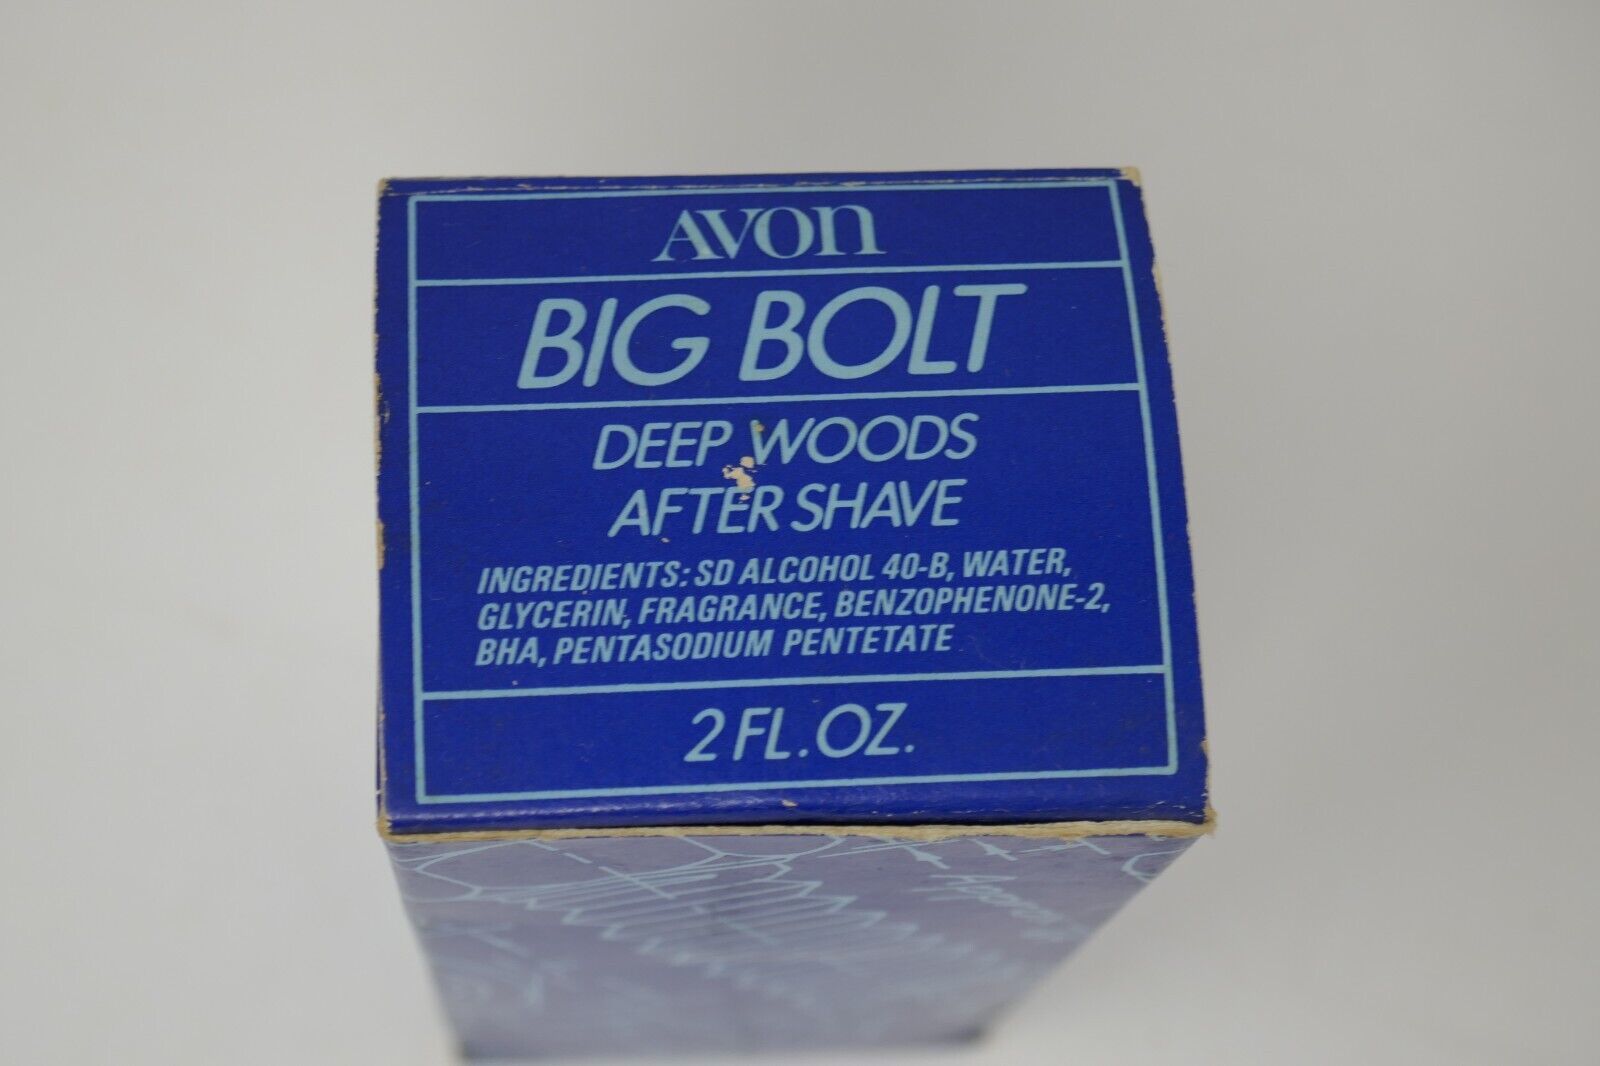 AVON
BIG BOLT
DEEP WOODS
AFTER SHAVE
INGREDIENTS: SD ALCOHOL 40-B, WATER,
GLYCERIN, FRAGRANCE, BENZOPHENONE-2,
BHA, PENTASODIUM PENTETATE
2 FL. OZ.